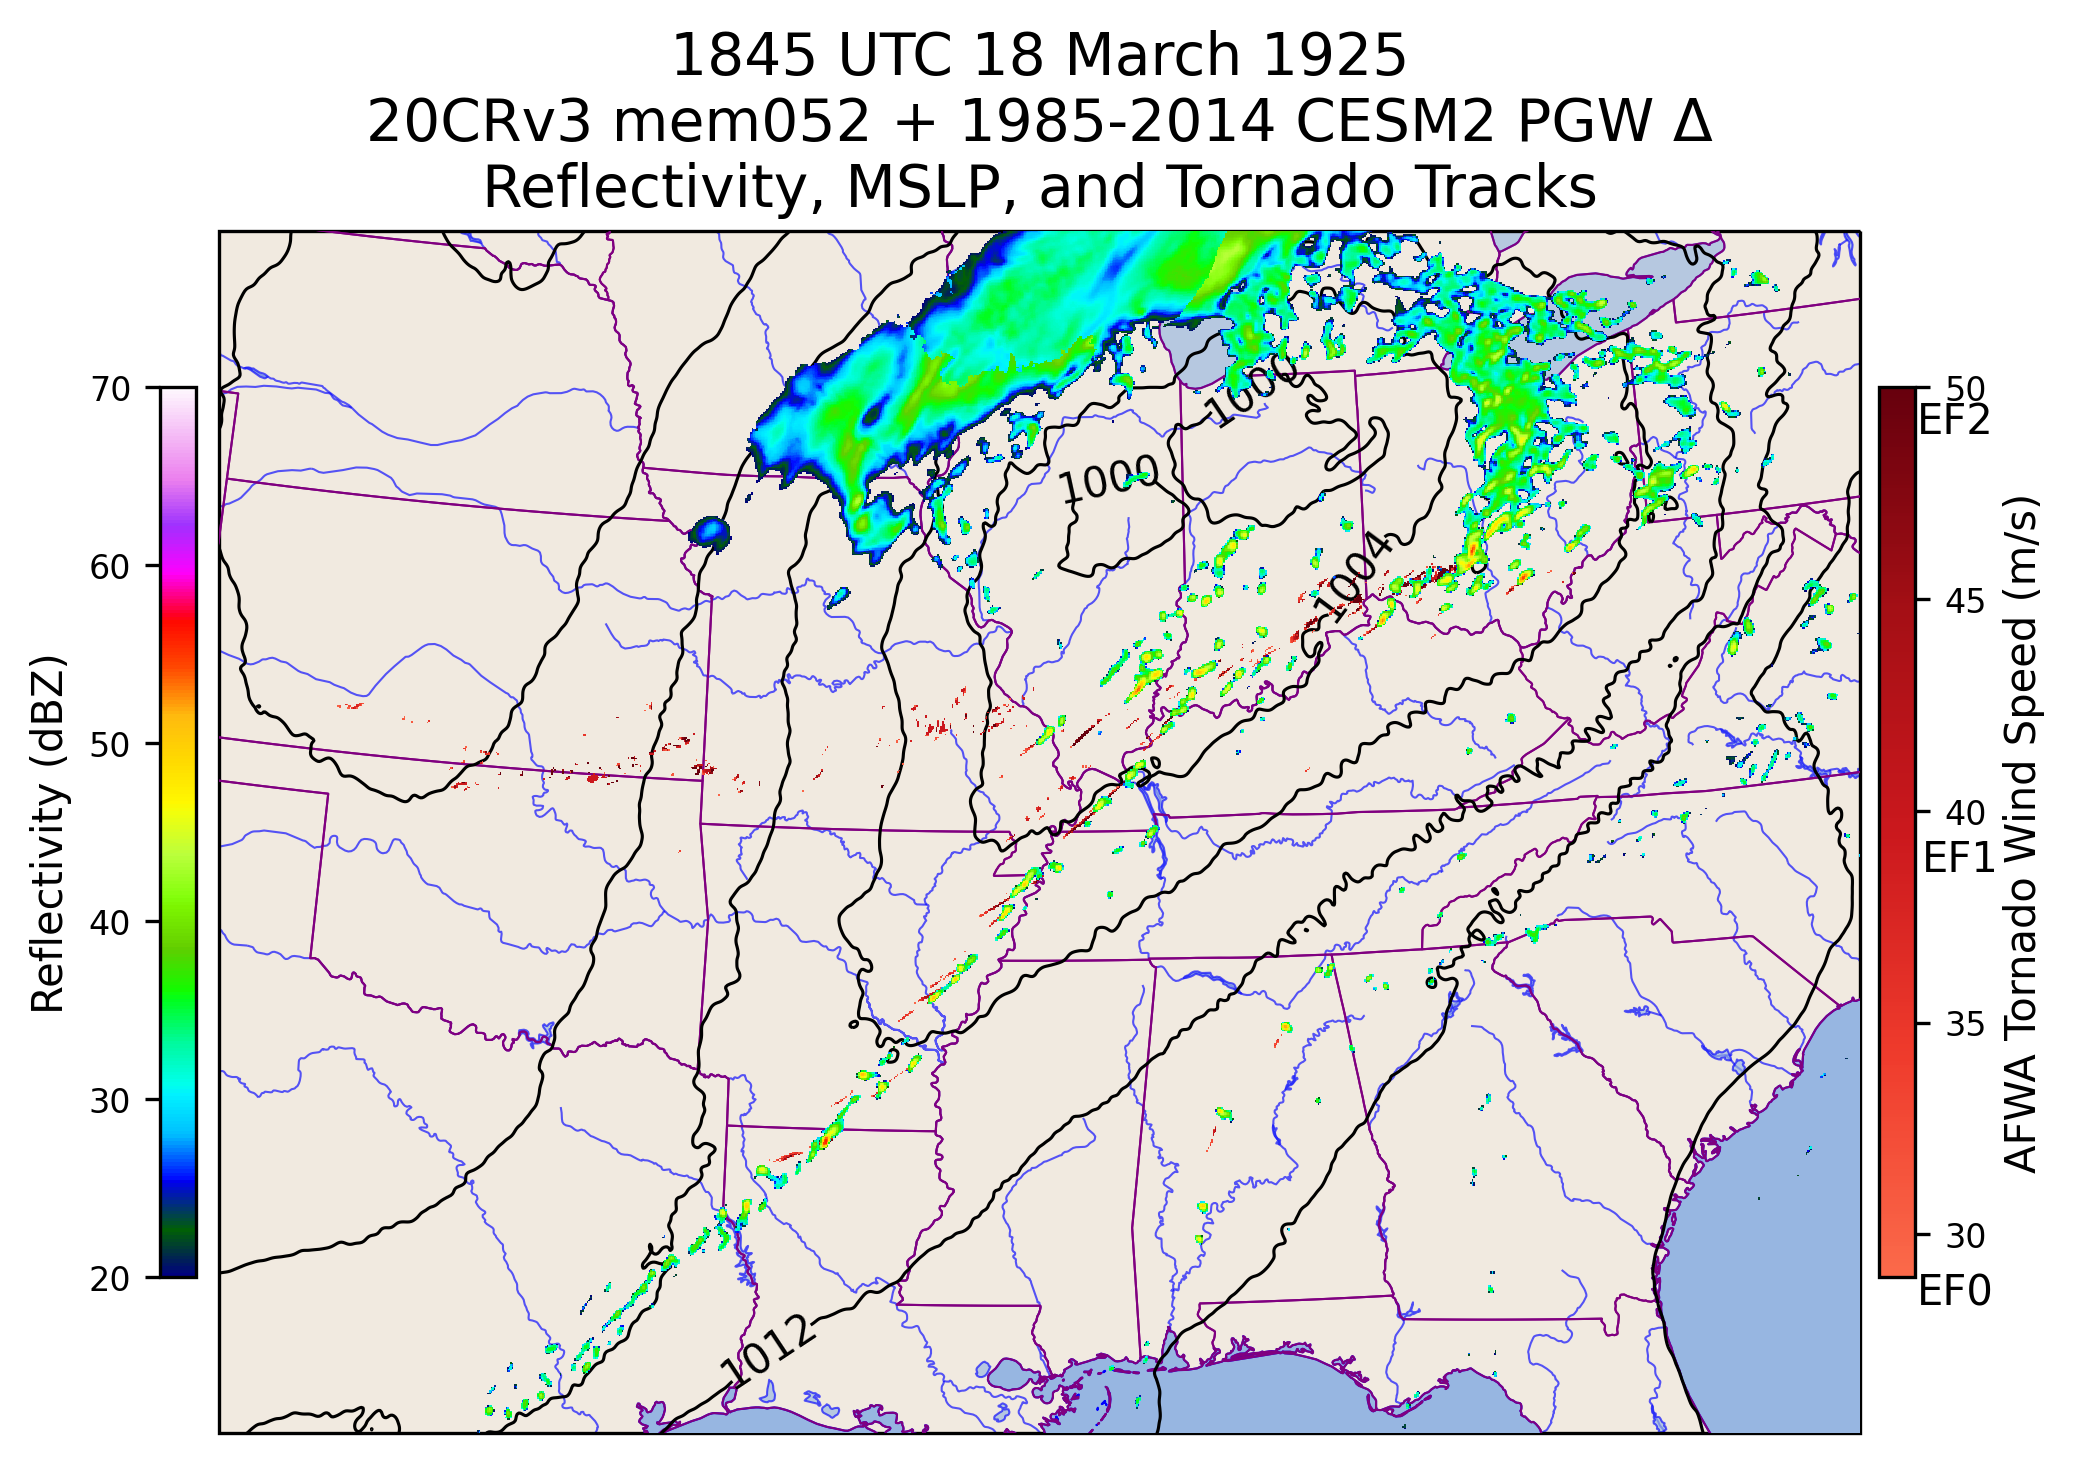 1845 UTC 18 March 1925
20CRv3 mem052 + 1985-2014 CESM2 PGW Δ
Reflectivity, MSLP, and Tornado Tracks
Reflectivity (dBZ)
70
60
50
40
30
20
1000
1000
1004
1012
50
EF2
45
40
EF1
35
30
EF0
AFWA Tornado Wind Speed (m/s)